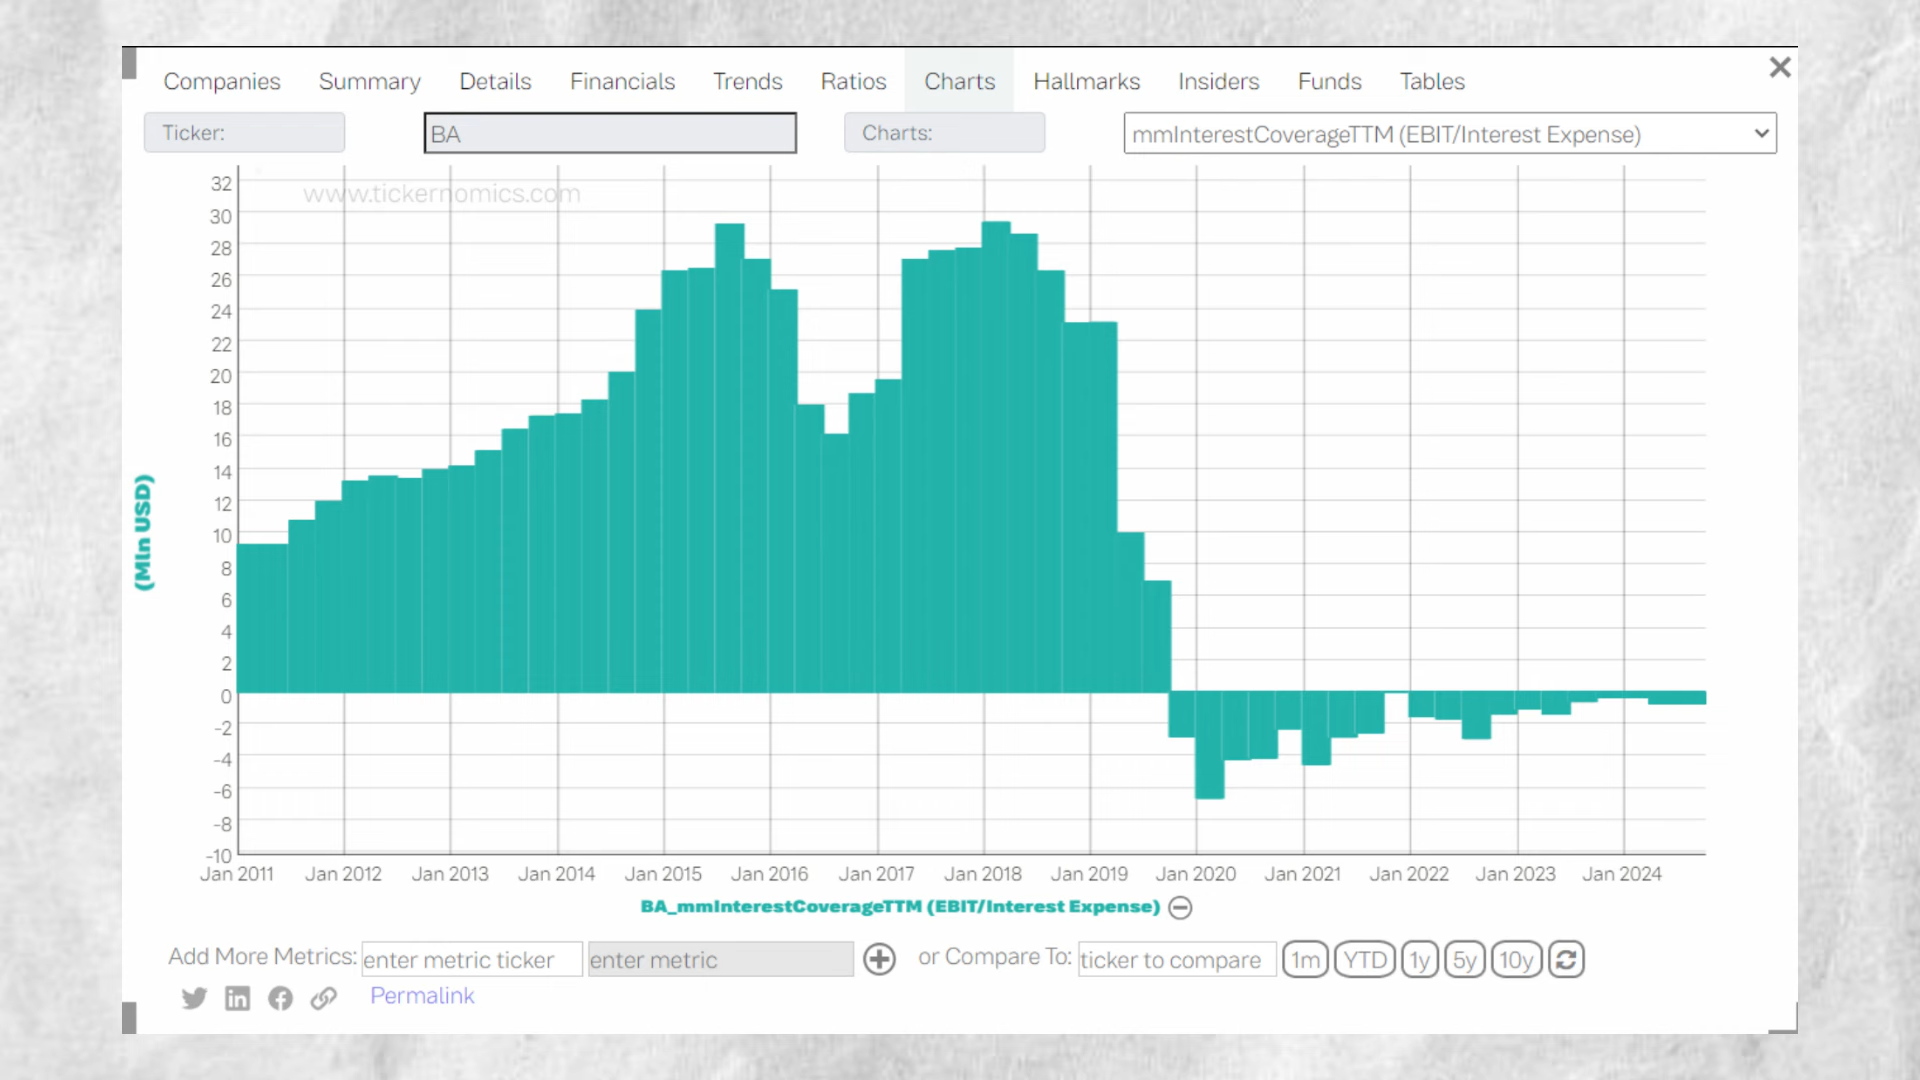 Companies Summary Details Financials Trends Ratios Charts Hallmarks Insiders Funds Tables
Ticker: BA Charts: mmInterestCoverageTTM (EBIT/Interest Expense)
www.tickernomics.com
32
30
28
26
24
22
20
18
16
14
12
10
8
6
4
2
0
-2
-4
-6
-8
-10
(Mln USD)
Jan 2011 Jan 2012 Jan 2013 Jan 2014 Jan 2015 Jan 2016 Jan 2017 Jan 2018 Jan 2019 Jan 2020 Jan 2021 Jan 2022 Jan 2023 Jan 2024
BA_mmInterestCoverageTTM (EBIT/Interest Expense)
Add More Metrics: enter metric ticker enter metric or Compare To: ticker to compare 1m YTD 1y 5y 10y
Permalink